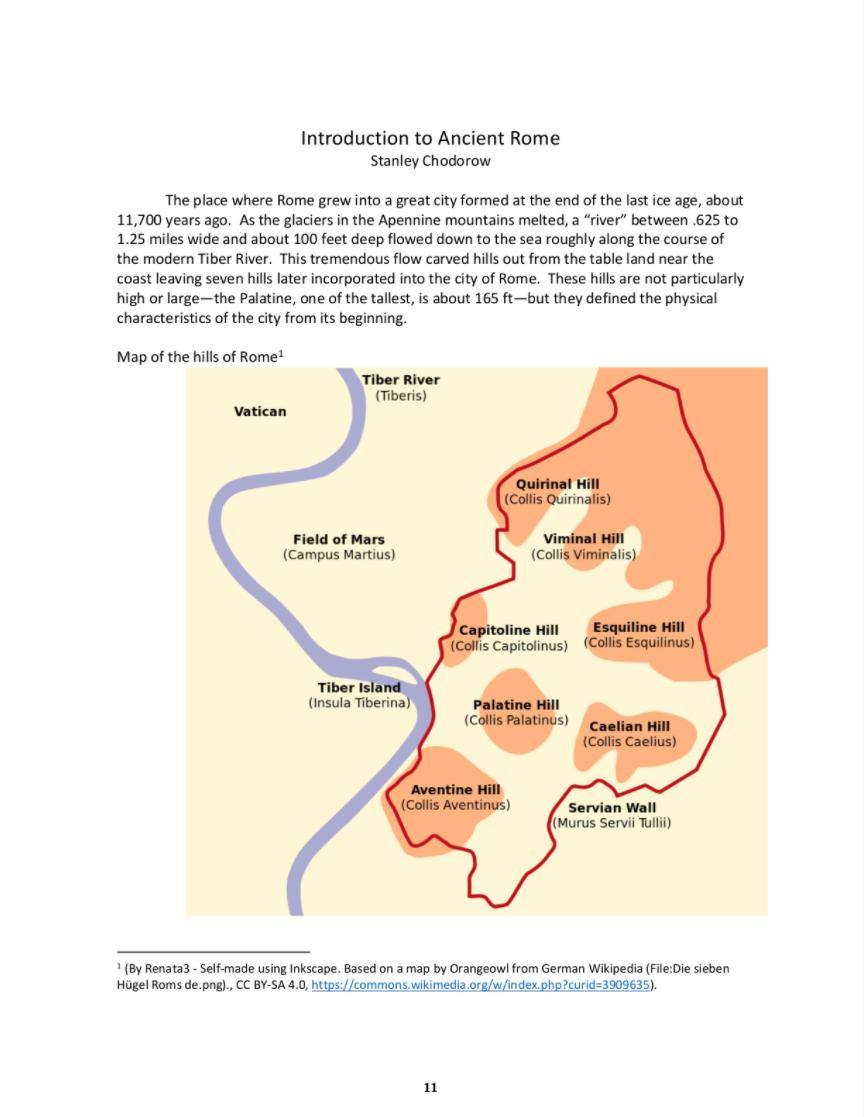 Introduction to Ancient Rome
Stanley Chodorow
The place where Rome grew into a great city formed at the end of the last ice age, about
11,700 years ago.  As the glaciers in the Apennine mountains melted, a “river” between .625 to
1.25 miles wide and about 100 feet deep flowed down to the sea roughly along the course of
the modern Tiber River.  This tremendous flow carved hills out from the table land near the
coast leaving seven hills later incorporated into the city of Rome.  These hills are not particularly
high or large—the Palatine, one of the tallest, is about 165 ft—but they defined the physical
characteristics of the city from its beginning.
Map of the hills of Rome¹
Tiber River
(Tiberis)
Vatican
Quirinal Hill
(Collis Quirinalis)
Field of Mars
(Campus Martius)
Viminal Hill
(Collis Viminalis)
Capitoline Hill
(Collis Capitolinus)
Esquiline Hill
(Collis Esquilinus)
Tiber Island
(Insula Tiberina)
Palatine Hill
(Collis Palatinus)
Caelian Hill
(Collis Caelius)
Aventine Hill
(Collis Aventinus)
Servian Wall
(Murus Servii Tullii)
¹ (By Renata3 - Self-made using Inkscape. Based on a map by Orangeowl from German Wikipedia (File:Die sieben
Hügel Roms de.png)., CC BY-SA 4.0, https://commons.wikimedia.org/w/index.php?curid=3909635).
11